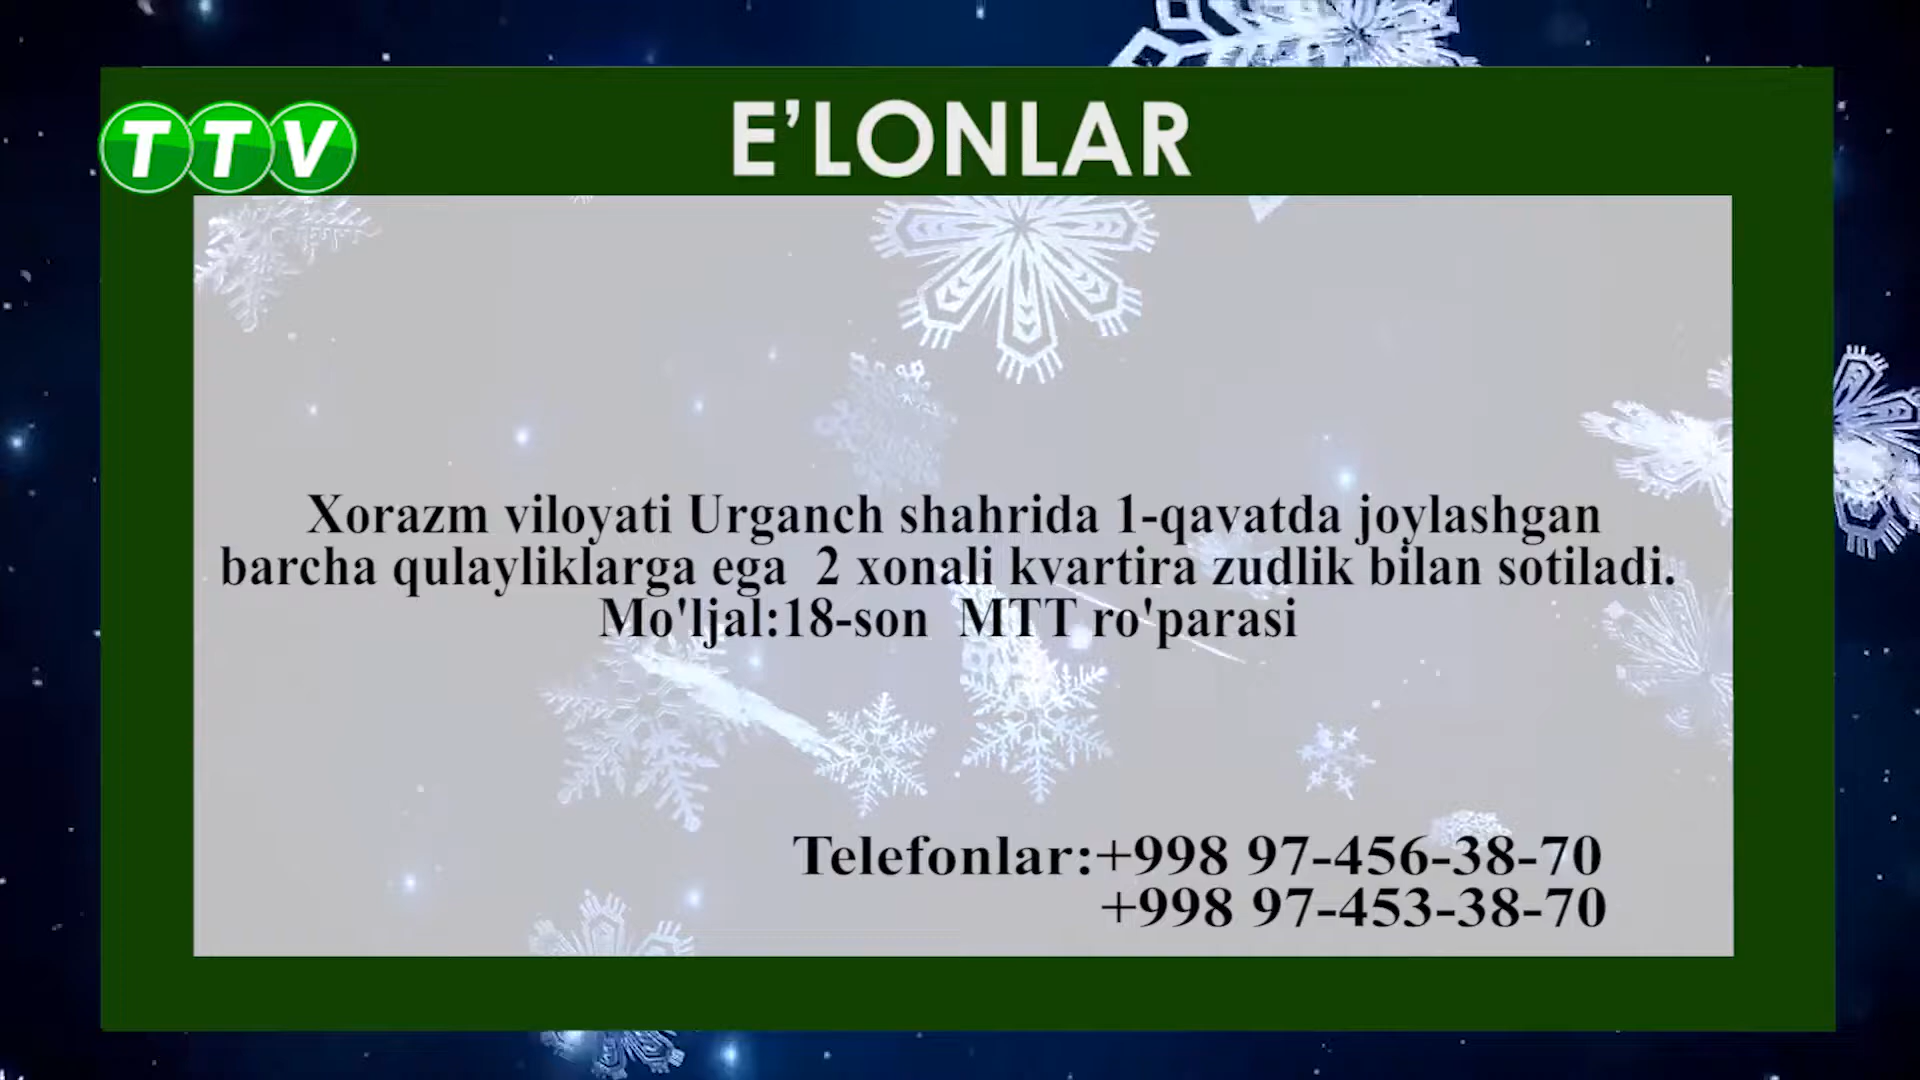 TTV
E’LONLAR
Xorazm viloyati Urganch shahrida 1-qavatda joylashgan
barcha qulayliklarga ega 2 xonali kvartira zudlik bilan sotiladi.
Mo'ljal:18-son MTT ro'parasi
Telefonlar:+998 97-456-38-70
+998 97-453-38-70